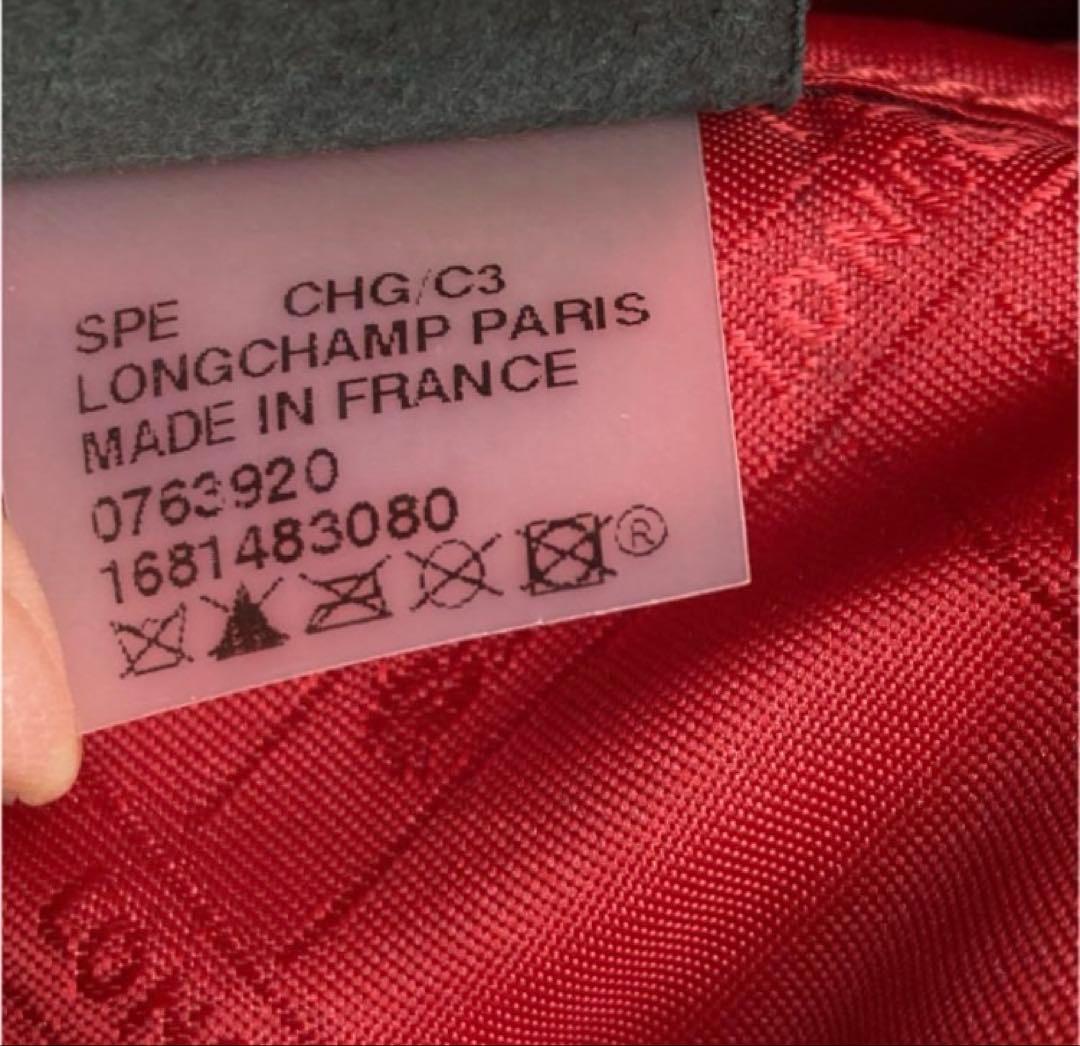 SPE CHG/C3
LONGCHAMP PARIS
MADE IN FRANCE
0763920
1681483080
®